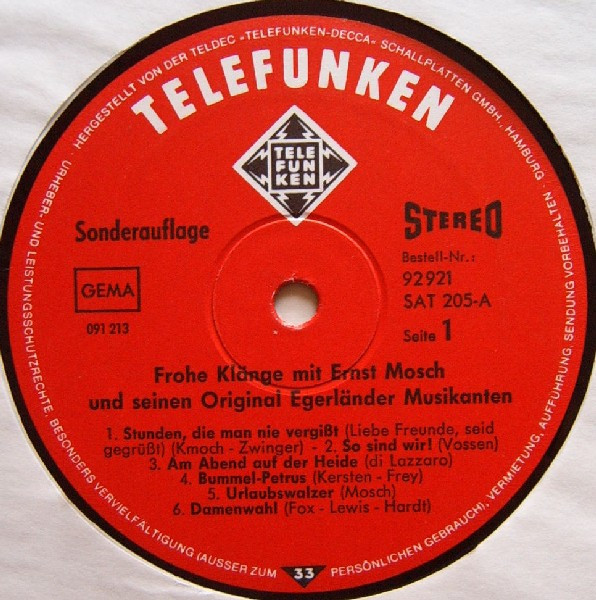 HERGESTELLT VON DER TELDEC »TELEFUNKEN-DECCA« SCHALLPLATTEN GMBH., HAMBURG · URHEBER- UND LEISTUNGSSCHUTZRECHTE, BESONDERS VERVIELFÄLTIGUNG (AUSSER ZUM PERSÖNLICHEN GEBRAUCH), VERMIETUNG, AUFFÜHRUNG, SENDUNG VORBEHALTEN ·
TELEFUNKEN
TELE
FUN
KEN
Sonderauflage
STEREO
Bestell-Nr.:
GEMA
92 921
SAT 205-A
091 213
Seite 1
Frohe Klänge mit Ernst Mosch
und seinen Original Egerländer Musikanten
1. Stunden, die man nie vergißt (Liebe Freunde, seid
gegrüßt) (Kmoch - Zwinger) - 2. So sind wir! (Vossen)
3. Am Abend auf der Heide (di Lazzaro)
4. Bummel-Petrus (Kersten - Frey)
5. Urlaubswalzer (Mosch)
6. Damenwahl (Fox - Lewis - Hardt)
33